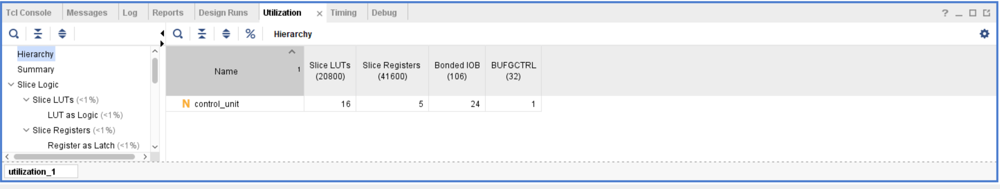 Tcl Console Messages Log Reports Design Runs Utilization × Timing Debug ?
% Hierarchy
Hierarchy
Summary
Slice Logic
Slice LUTs (<1%)
LUT as Logic (<1%)
Slice Registers (<1%)
Register as Latch (<1%)
Name 1 Slice LUTs (20800) Slice Registers (41600) Bonded IOB (106) BUFGCTRL (32)
N control_unit 16 5 24 1
utilization_1